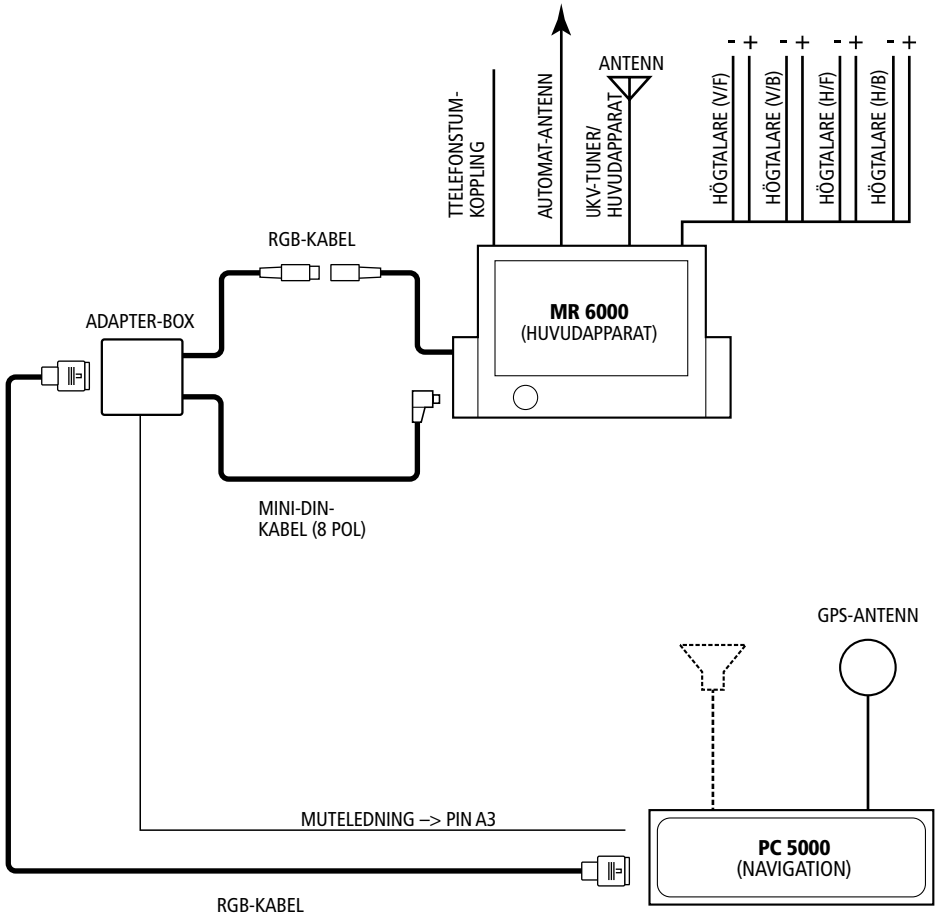 - + - + - + - +
ANTENN
TTELEFONSTUM-
KOPPLING
AUTOMAT-ANTENN
UKV-TUNER/
HUVUDAPPARAT
HÖGTALARE (V/F)
HÖGTALARE (V/B)
HÖGTALARE (H/F)
HÖGTALARE (H/B)
RGB-KABEL
ADAPTER-BOX
MR 6000
(HUVUDAPPARAT)
MINI-DIN-
KABEL (8 POL)
GPS-ANTENN
MUTELEDNING –> PIN A3
PC 5000
(NAVIGATION)
RGB-KABEL